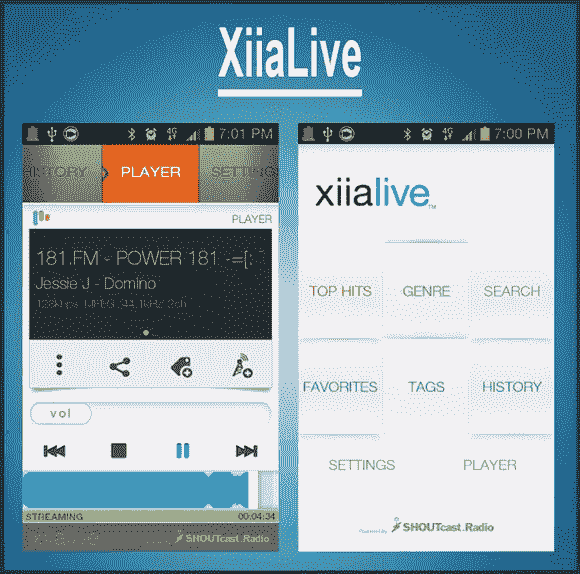 XiiaLive
7:01 PM
HISTORY
PLAYER
SETTING
PLAYER
181.FM - POWER 181 -=[:
Jessie J - Domino
128kbps MPEG 44.1KHz 2ch
vol
STREAMING
00:04:34
SHOUTcast Radio
4G
7:00 PM
xiialive™
TOP HITS
GENRE
SEARCH
FAVORITES
TAGS
HISTORY
SETTINGS
PLAYER
Powered by
SHOUTcast Radio